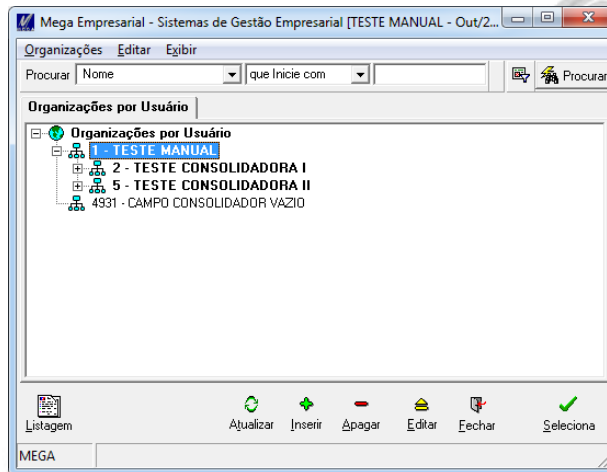 Mega Empresarial - Sistemas de Gestão Empresarial [TESTE MANUAL - Out/2...
Organizações Editar Exibir
Procurar Nome que Inicie com Procurar
Organizações por Usuário
Organizações por Usuário
1 - TESTE MANUAL
2 - TESTE CONSOLIDADORA I
5 - TESTE CONSOLIDADORA II
4931 - CAMPO CONSOLIDADOR VAZIO
Listagem Atualizar Inserir Apagar Editar Fechar Seleciona
MEGA